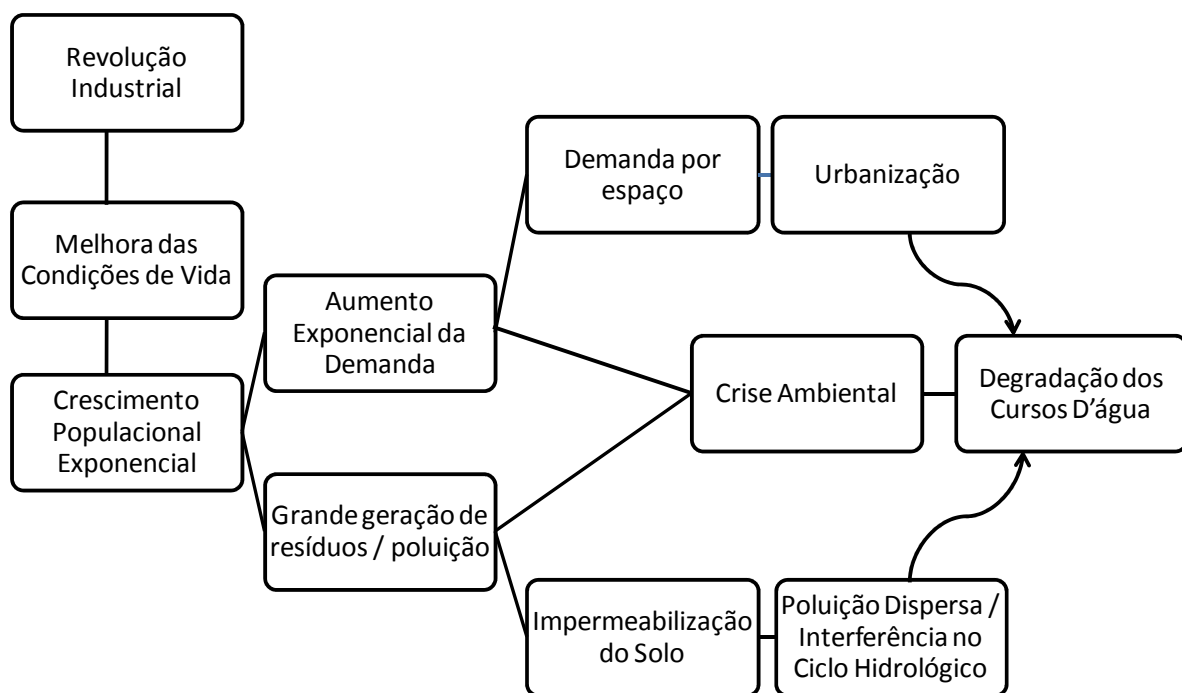 Revolução
Industrial
Melhora das
Condições de Vida
Crescimento
Populacional
Exponencial
Aumento
Exponencial da
Demanda
Grande geração de
resíduos / poluição
Demanda por
espaço
Urbanização
Crise Ambiental
Degradação dos
Cursos D’água
Impermeabilização
do Solo
Poluição Dispersa /
Interferência no
Ciclo Hidrológico